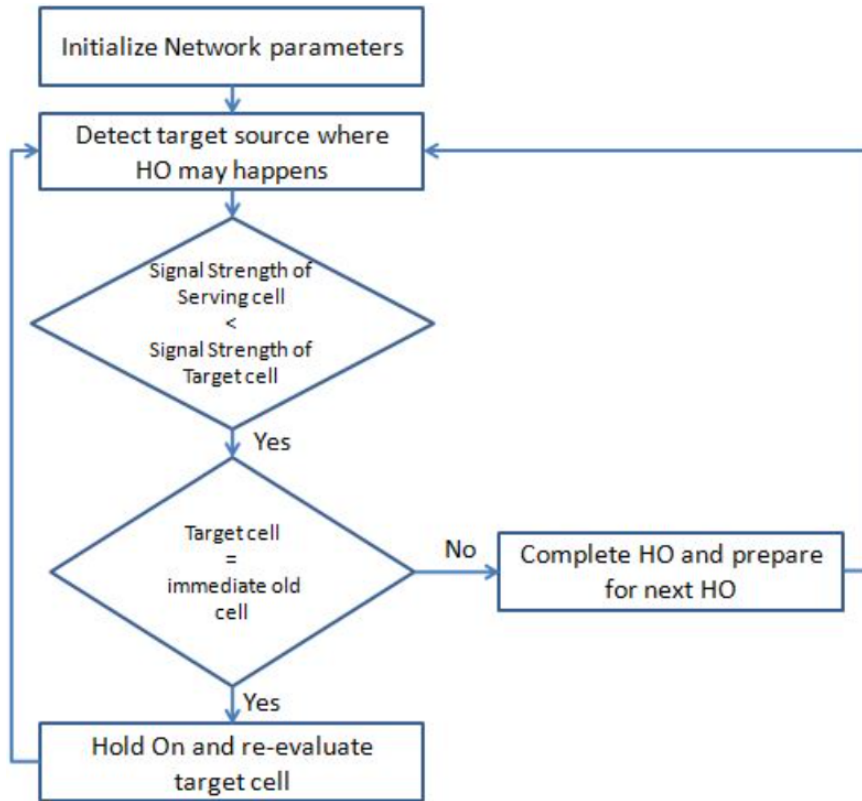 Initialize Network parameters
Detect target source where
HO may happens
Signal Strength of
Serving cell
<
Signal Strength of
Target cell
Yes
Target cell
=
immediate old
cell
No
Complete HO and prepare
for next HO
Yes
Hold On and re-evaluate
target cell